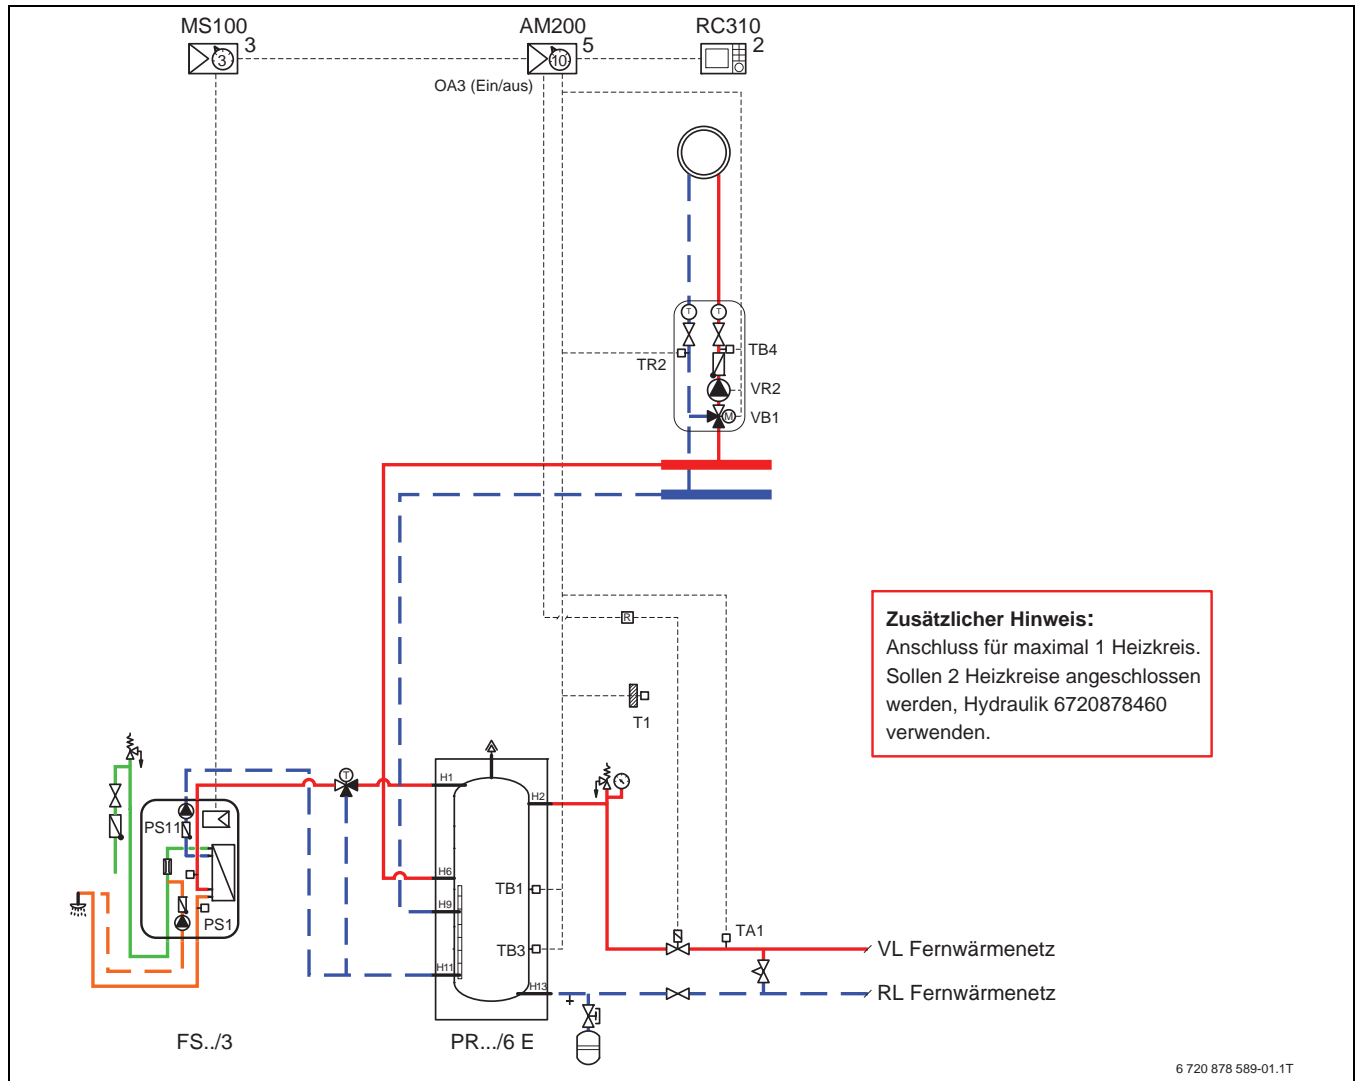 MS100
3
3
AM200
5
10
RC310
2
OA3 (Ein/aus)
T
T
TR2
TB4
VR2
M
VB1
R
T1
Zusätzlicher Hinweis:
Anschluss für maximal 1 Heizkreis.
Sollen 2 Heizkreise angeschlossen
werden, Hydraulik 6720878460
verwenden.
T
H1
H2
PS11
H6
TB1
H9
PS1
TA1
TB3
VL Fernwärmenetz
H11
H13
RL Fernwärmenetz
FS../3
PR.../6 E
6 720 878 589-01.1T